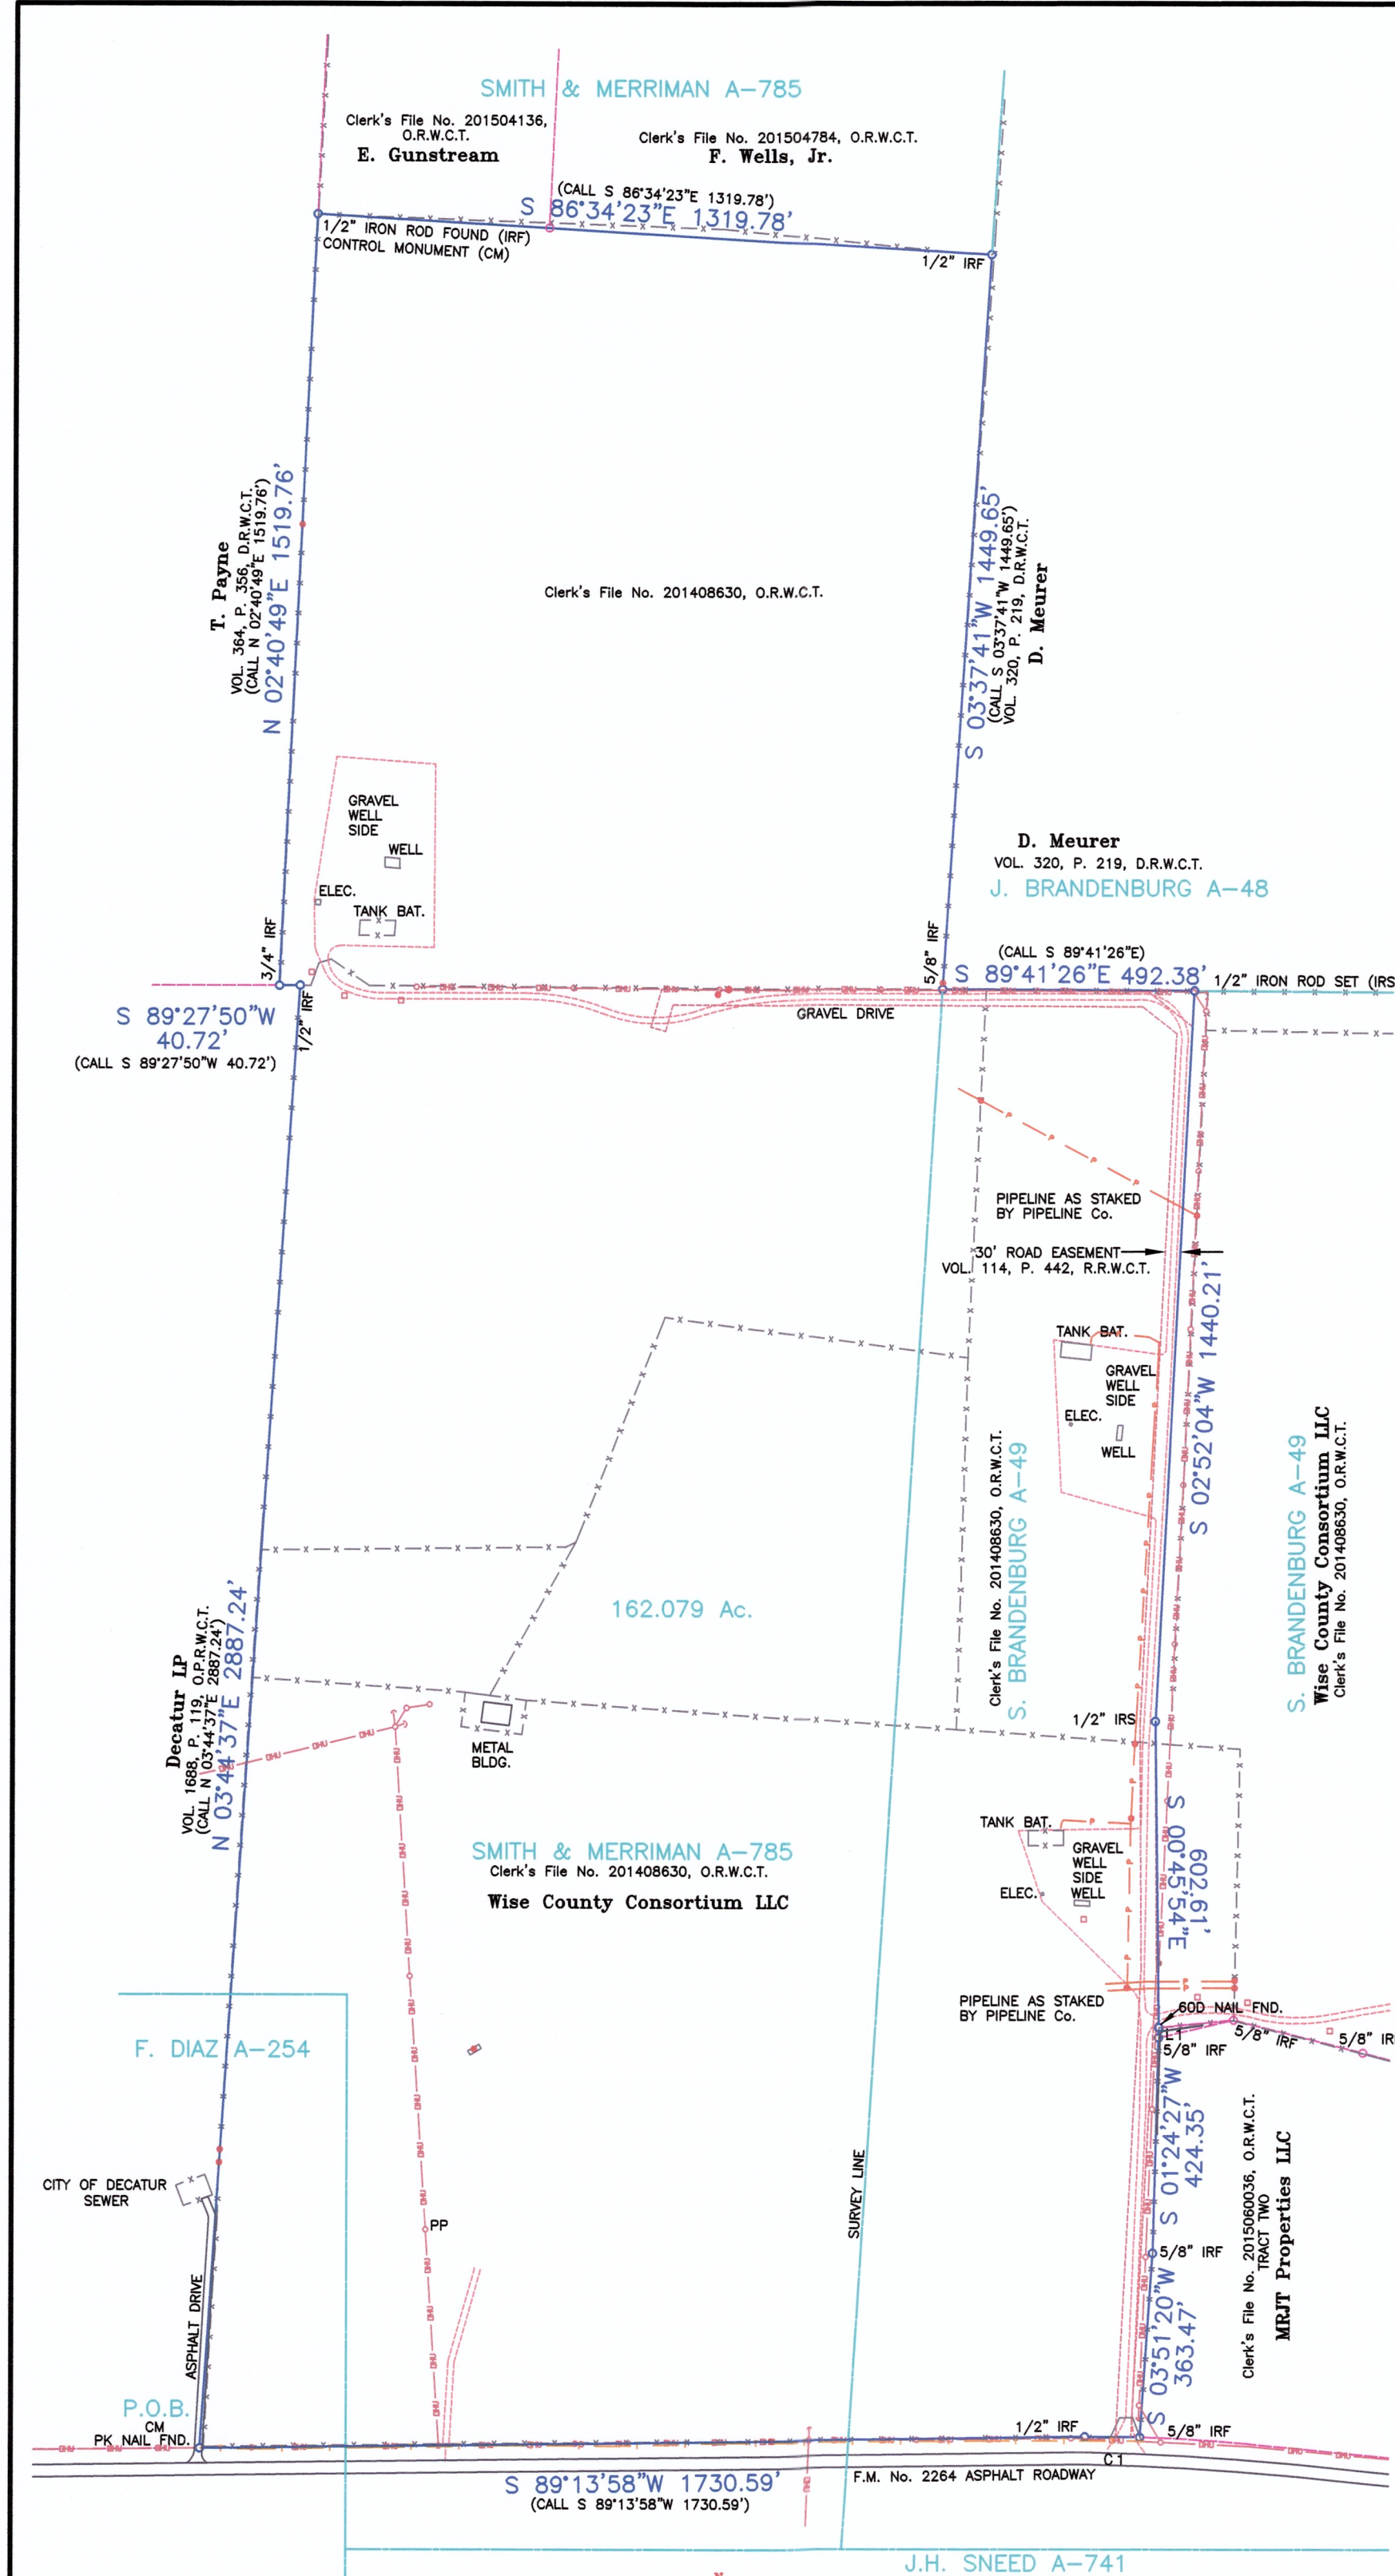 SMITH & MERRIMAN A-785
Clerk's File No. 201504136,
O.R.W.C.T.
E. Gunstream
Clerk's File No. 201504784, O.R.W.C.T.
F. Wells, Jr.
(CALL S 86°34'23"E 1319.78')
S 86°34'23"E 1319.78'
1/2" IRON ROD FOUND (IRF)
CONTROL MONUMENT (CM)
1/2" IRF
T. Payne
VOL. 364, P. 356, D.R.W.C.T.
(CALL N 02°40'49"E 1519.76')
N 02°40'49"E 1519.76'
Clerk's File No. 201408630, O.R.W.C.T.
S 03°37'41"W 1449.65'
(CALL S 03°37'41"W 1449.65')
VOL. 320, P. 219, D.R.W.C.T.
D. Meurer
GRAVEL
WELL
SIDE
WELL
ELEC.
TANK BAT.
D. Meurer
VOL. 320, P. 219, D.R.W.C.T.
J. BRANDENBURG A-48
3/4" IRF
5/8" IRF
(CALL S 89°41'26"E)
S 89°41'26"E 492.38'
1/2" IRON ROD SET (IRS
S 89°27'50"W
40.72'
(CALL S 89°27'50"W 40.72')
1/2" IRF
GRAVEL DRIVE
PIPELINE AS STAKED
BY PIPELINE Co.
30' ROAD EASEMENT
VOL. 114, P. 442, R.R.W.C.T.
S 02°52'04"W 1440.21'
TANK BAT.
GRAVEL
WELL
SIDE
ELEC.
WELL
Clerk's File No. 201408630, O.R.W.C.T.
S. BRANDENBURG A-49
S. BRANDENBURG A-49
Wise County Consortium LLC
Clerk's File No. 201408630, O.R.W.C.T.
162.079 Ac.
Decatur LP
VOL. 1688, P. 119, O.P.R.W.C.T.
(CALL N 03°44'37"E 2887.24')
N 03°44'37"E 2887.24'
1/2" IRS
METAL
BLDG.
S 00°45'54"E
602.61'
TANK BAT.
GRAVEL
WELL
SIDE
WELL
ELEC.
SMITH & MERRIMAN A-785
Clerk's File No. 201408630, O.R.W.C.T.
Wise County Consortium LLC
PIPELINE AS STAKED
BY PIPELINE Co.
60D NAIL FND.
L1
5/8" IRF
5/8" IRF
5/8" IR
F. DIAZ A-254
S 01°24'27"W
424.35'
Clerk's File No. 2015060036, O.R.W.C.T.
TRACT TWO
MRJT Properties LLC
CITY OF DECATUR
SEWER
PP
SURVEY LINE
5/8" IRF
S 03°51'20"W
363.47'
ASPHALT DRIVE
P.O.B.
CM
PK NAIL FND.
1/2" IRF
5/8" IRF
C1
S 89°13'58"W 1730.59'
(CALL S 89°13'58"W 1730.59')
F.M. No. 2264 ASPHALT ROADWAY
J.H. SNEED A-741